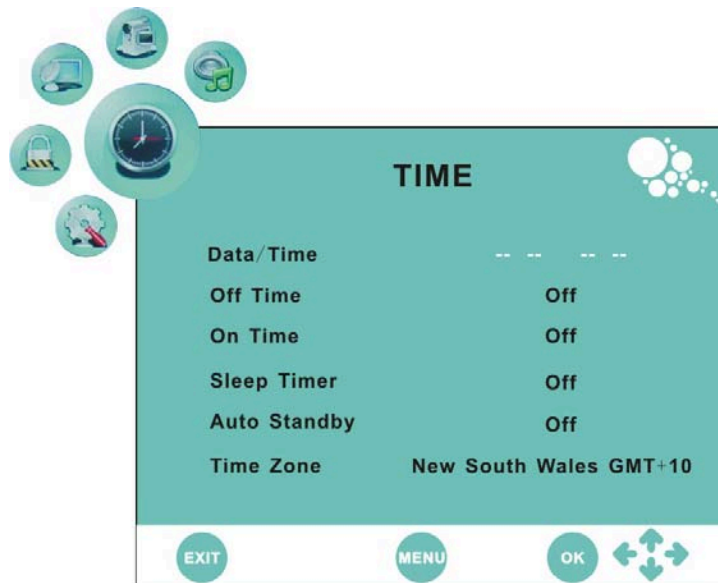 TIME
Data/Time -- -- -- --
Off Time Off
On Time Off
Sleep Timer Off
Auto Standby Off
Time Zone New South Wales GMT+10
EXIT MENU OK